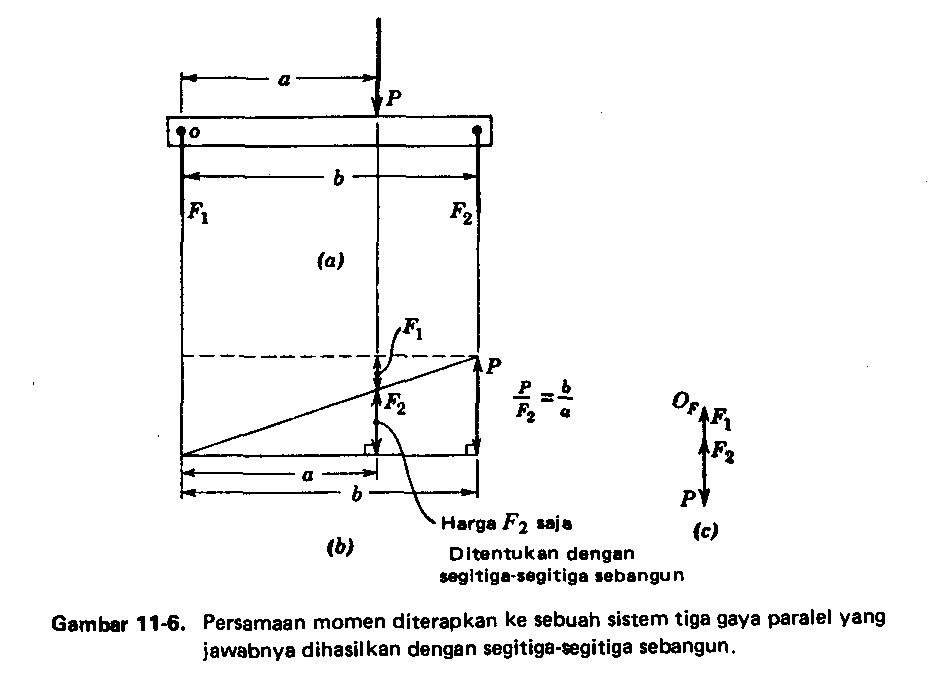 a
P
o
b
F₁
F₂
(a)
F₁
P
F₂
P/F₂ = b/a
O_F
F₁
F₂
P
(c)
a
b
(b)
Harga F₂ saja
Ditentukan dengan
segitiga-segitiga sebangun
Gambar 11-6. Persamaan momen diterapkan ke sebuah sistem tiga gaya paralel yang
jawabnya dihasilkan dengan segitiga-segitiga sebangun.